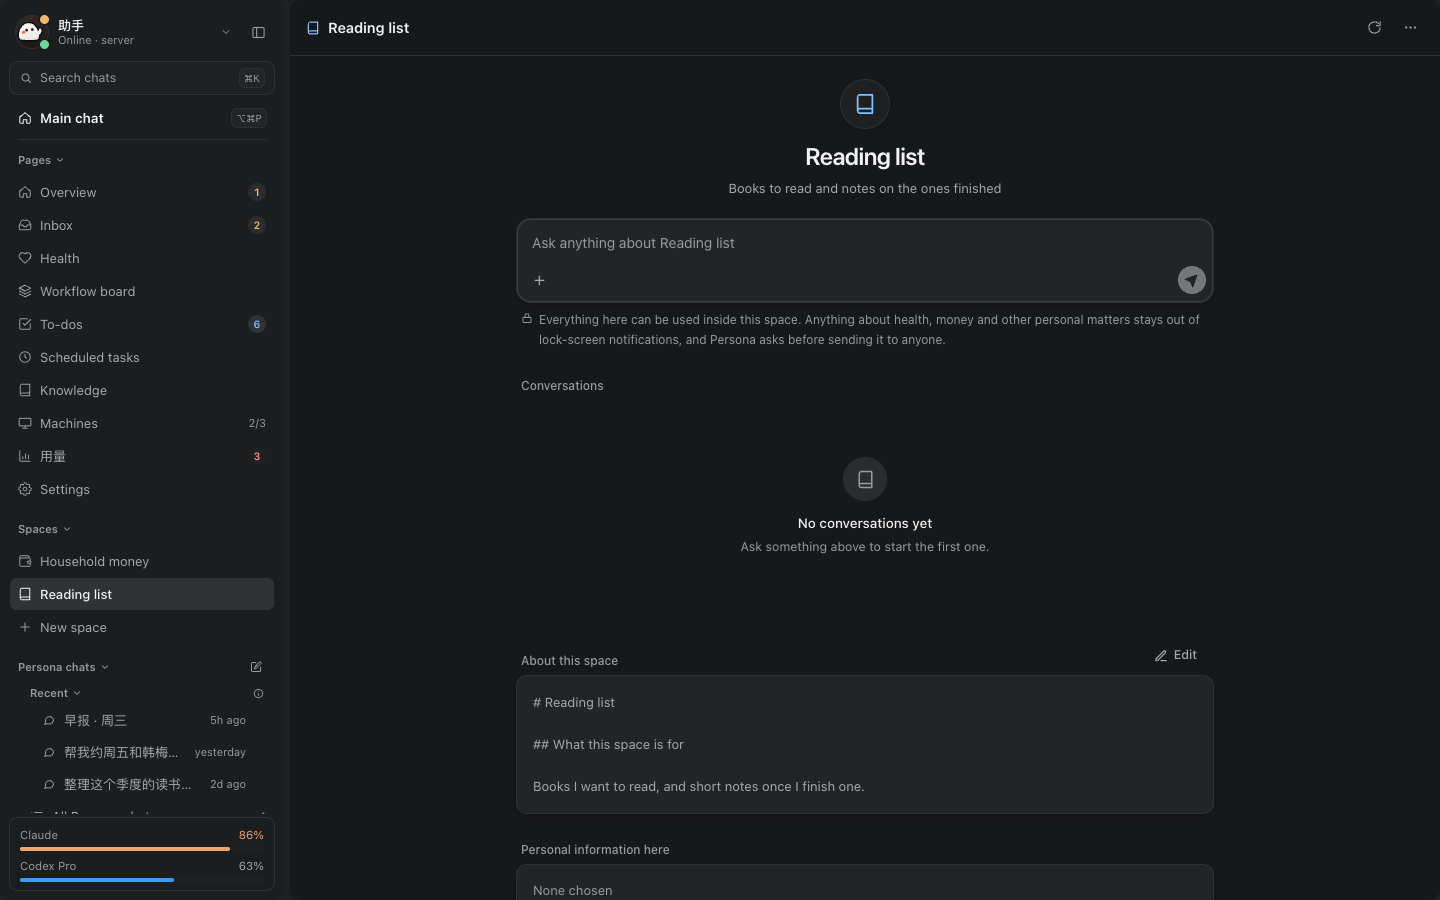 助手
Online · server
Search chats
⌘K
Main chat
⌥⌘P
Pages
Overview
1
Inbox
2
Health
Workflow board
To-dos
6
Scheduled tasks
Knowledge
Machines
2/3
用量
3
Settings
Spaces
Household money
Reading list
New space
Persona chats
Recent
早报 · 周三
5h ago
帮我约周五和韩梅...
yesterday
整理这个季度的读书...
2d ago
Claude
86%
Codex Pro
63%
Reading list
Reading list
Books to read and notes on the ones finished
Ask anything about Reading list
Everything here can be used inside this space. Anything about health, money and other personal matters stays out of
lock-screen notifications, and Persona asks before sending it to anyone.
Conversations
No conversations yet
Ask something above to start the first one.
About this space
Edit
# Reading list
## What this space is for
Books I want to read, and short notes once I finish one.
Personal information here
None chosen